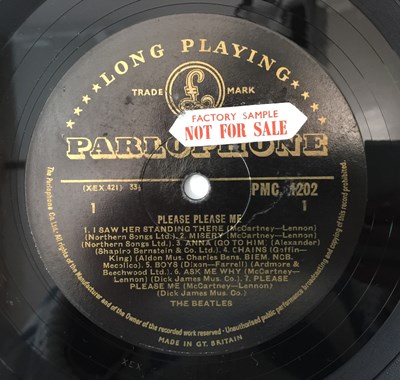 LONG PLAYING
TRADE MARK
FACTORY SAMPLE
NOT FOR SALE
PARLOPHONE
(XEX.421) 33⅓
PMC 1202
1 1
PLEASE PLEASE ME
1. I SAW HER STANDING THERE (McCartney—Lennon)
(Northern Songs Ltd.) 2. MISERY (McCartney—Lennon)
(Northern Songs Ltd.) 3. ANNA (GO TO HIM) (Alexander)
(Shapiro Bernstein & Co. Ltd.) 4. CHAINS (Goffin—
King) (Aldon Mus. Charles Bens. BIEM, NCB.
Mecolico) 5. BOYS (Dixon—Farrell) (Ardmore &
Beechwood Ltd.) 6. ASK ME WHY (McCartney—
Lennon) (Dick James Mus. Co.) 7. PLEASE
PLEASE ME (McCartney—Lennon)
(Dick James Mus. Co.)
THE BEATLES
The Parlophone Co. Ltd. All rights of the Manufacturer and of the Owner of the recorded work reserved - Unauthorised public performance broadcasting and copying of this record prohibited.
MADE IN GT. BRITAIN